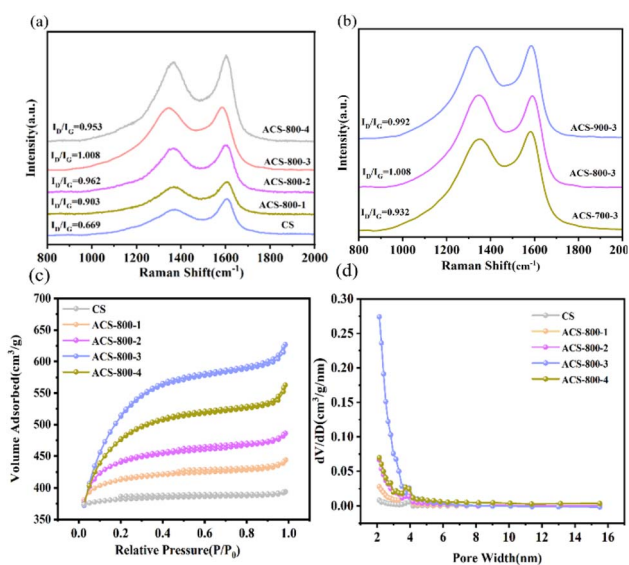 (a)
I_D/I_G=0.953
ACS-800-4
I_D/I_G=1.008
ACS-800-3
I_D/I_G=0.962
ACS-800-2
I_D/I_G=0.903
ACS-800-1
I_D/I_G=0.669
CS
Intensity(a.u.)
800 1000 1200 1400 1600 1800 2000
Raman Shift(cm⁻¹)
(b)
I_D/I_G=0.992
ACS-900-3
I_D/I_G=1.008
ACS-800-3
I_D/I_G=0.932
ACS-700-3
Intensity(a.u.)
800 1000 1200 1400 1600 1800 200
Raman Shift(cm⁻¹)
(c)
700
650
600
550
500
450
400
350
Volume Adsorbed(cm³/g)
CS
ACS-800-1
ACS-800-2
ACS-800-3
ACS-800-4
0.0 0.2 0.4 0.6 0.8 1.0
Relative Pressure(P/P₀)
(d)
0.30
0.25
0.20
0.15
0.10
0.05
0.00
dV/dD(cm³/g/nm)
CS
ACS-800-1
ACS-800-2
ACS-800-3
ACS-800-4
0 2 4 6 8 10 12 14 16
Pore Width(nm)